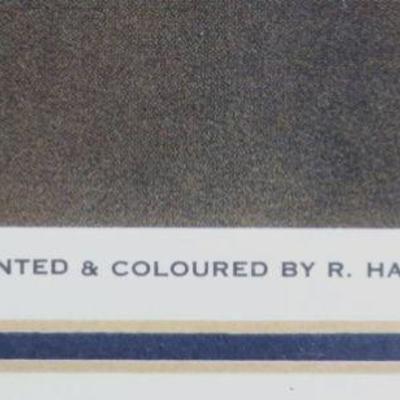 NTED & COLOURED BY R. HA